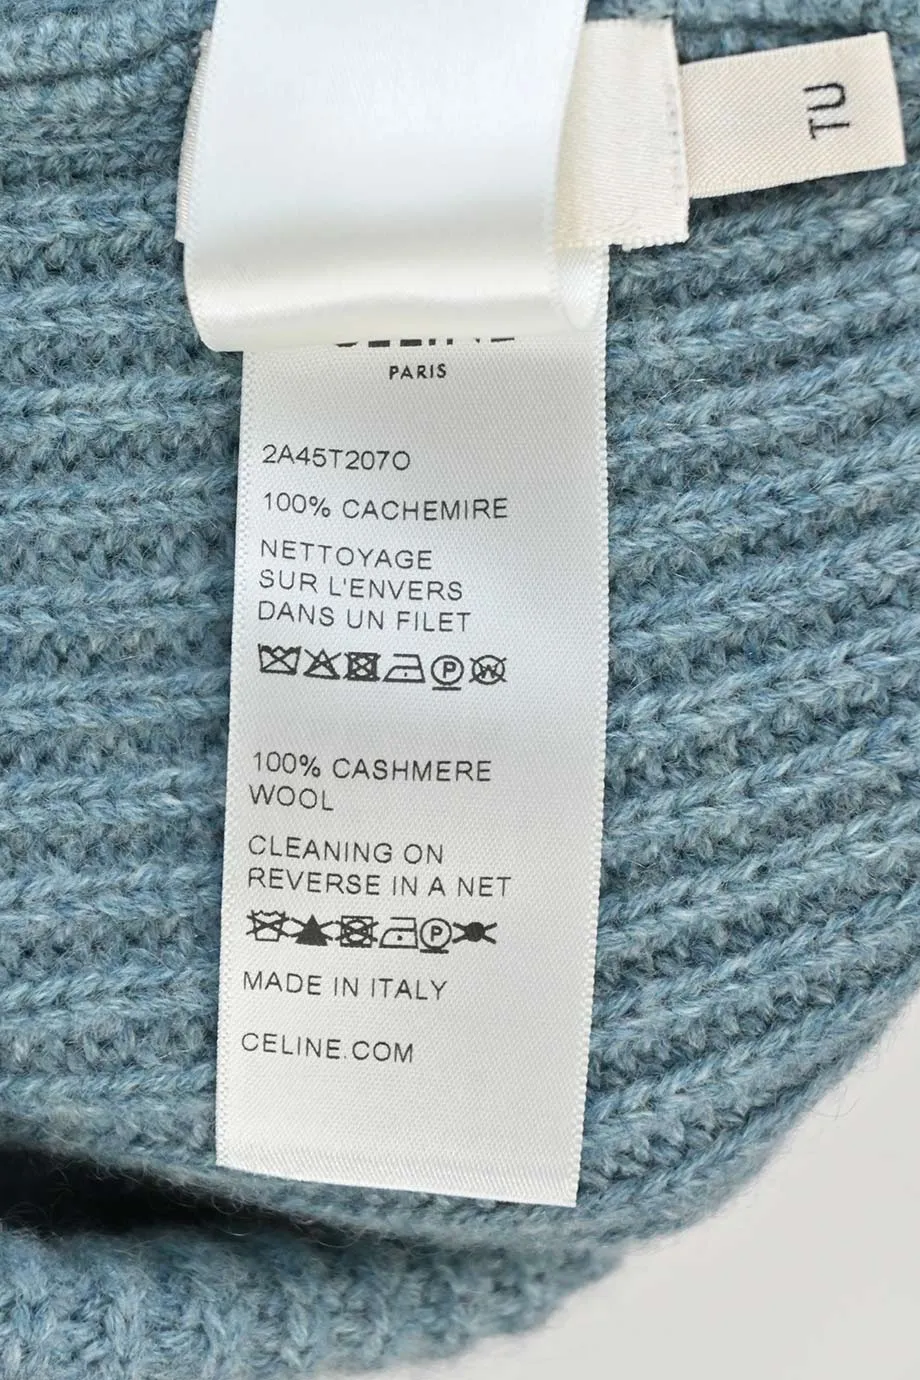 TU
CELINE
PARIS
2A45T207O
100% CACHEMIRE
NETTOYAGE
SUR L'ENVERS
DANS UN FILET
P W
100% CASHMERE
WOOL
CLEANING ON
REVERSE IN A NET
P
MADE IN ITALY
CELINE.COM